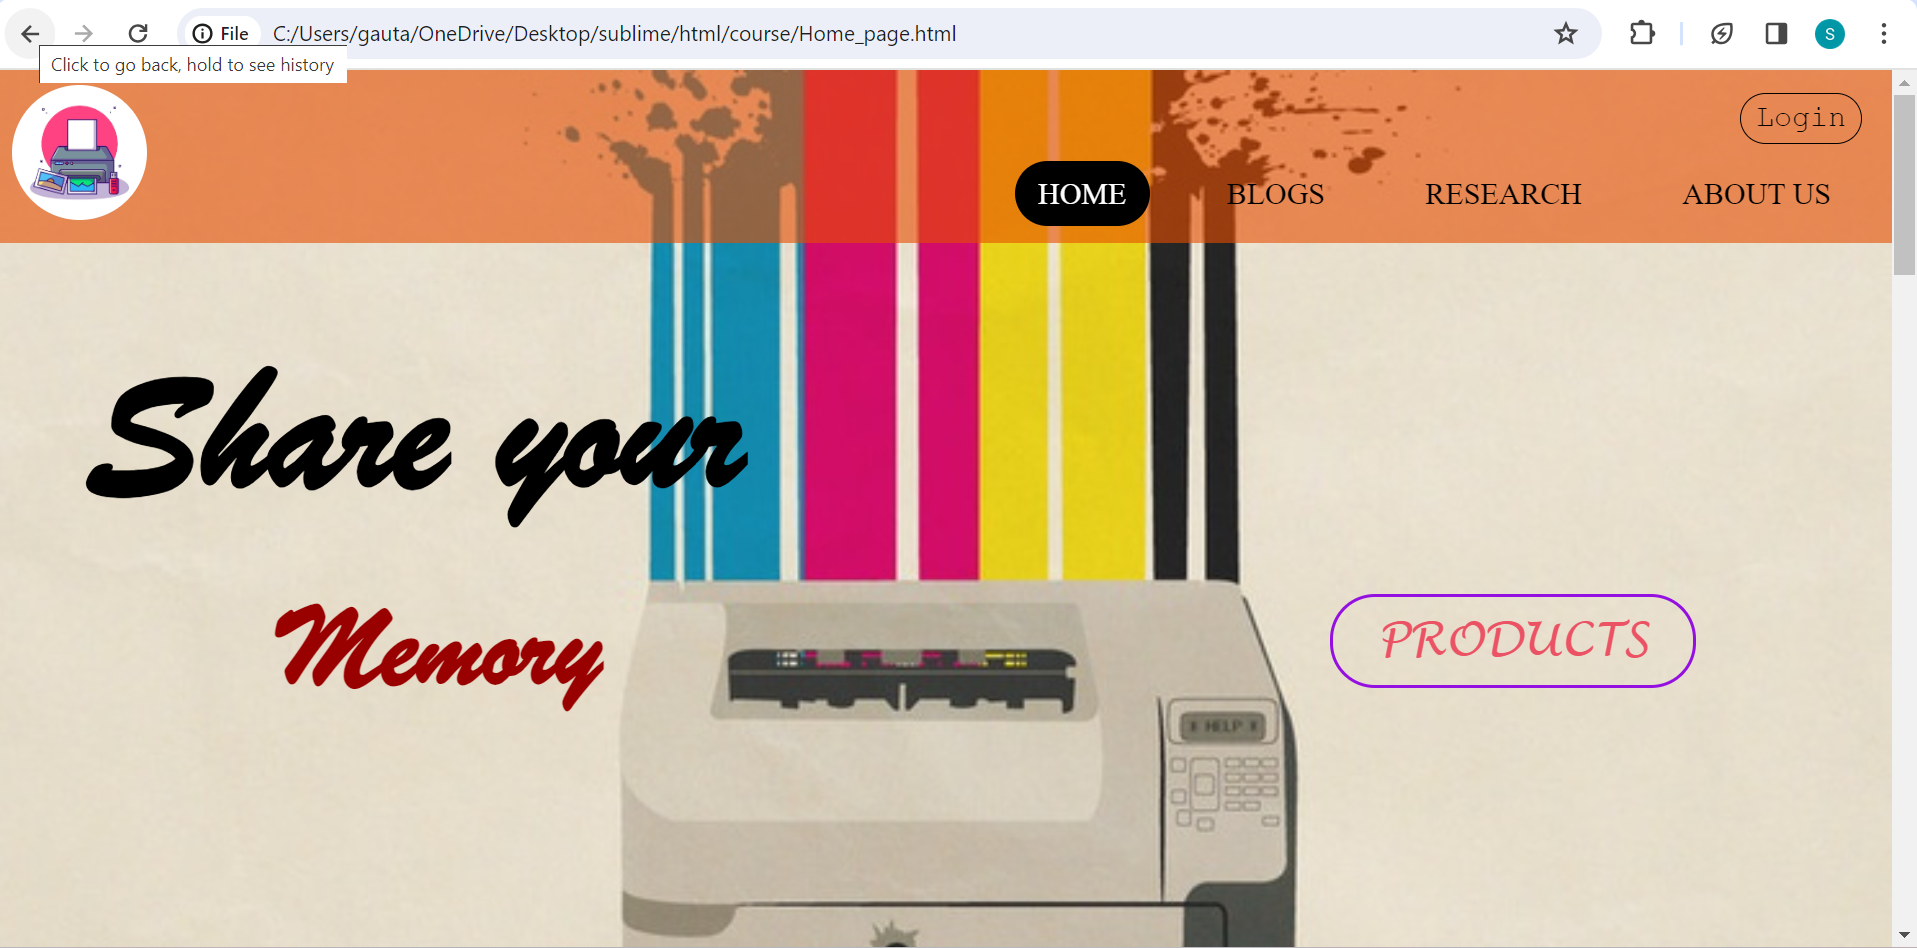 File C:/Users/gauta/OneDrive/Desktop/sublime/html/course/Home_page.html S
Click to go back, hold to see history
Login
HOME BLOGS RESEARCH ABOUT US
Share your
Memory
PRODUCTS
HELP